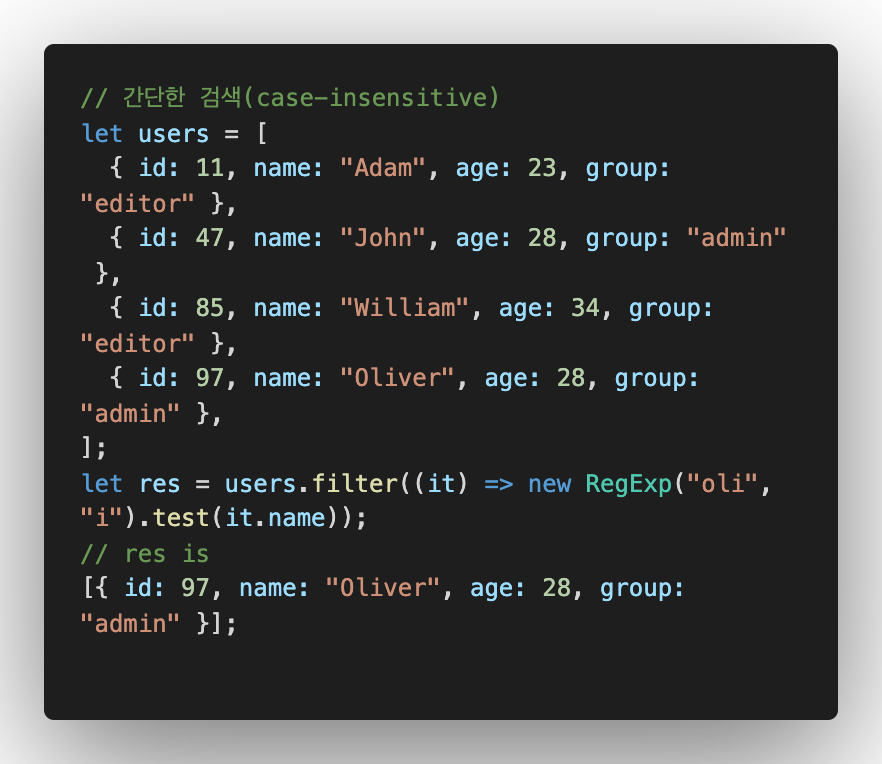 // 간단한 검색(case-insensitive)
let users = [
  { id: 11, name: "Adam", age: 23, group:
"editor" },
  { id: 47, name: "John", age: 28, group: "admin"
 },
  { id: 85, name: "William", age: 34, group:
"editor" },
  { id: 97, name: "Oliver", age: 28, group:
"admin" },
];
let res = users.filter((it) => new RegExp("oli",
"i").test(it.name));
// res is
[{ id: 97, name: "Oliver", age: 28, group:
"admin" }];